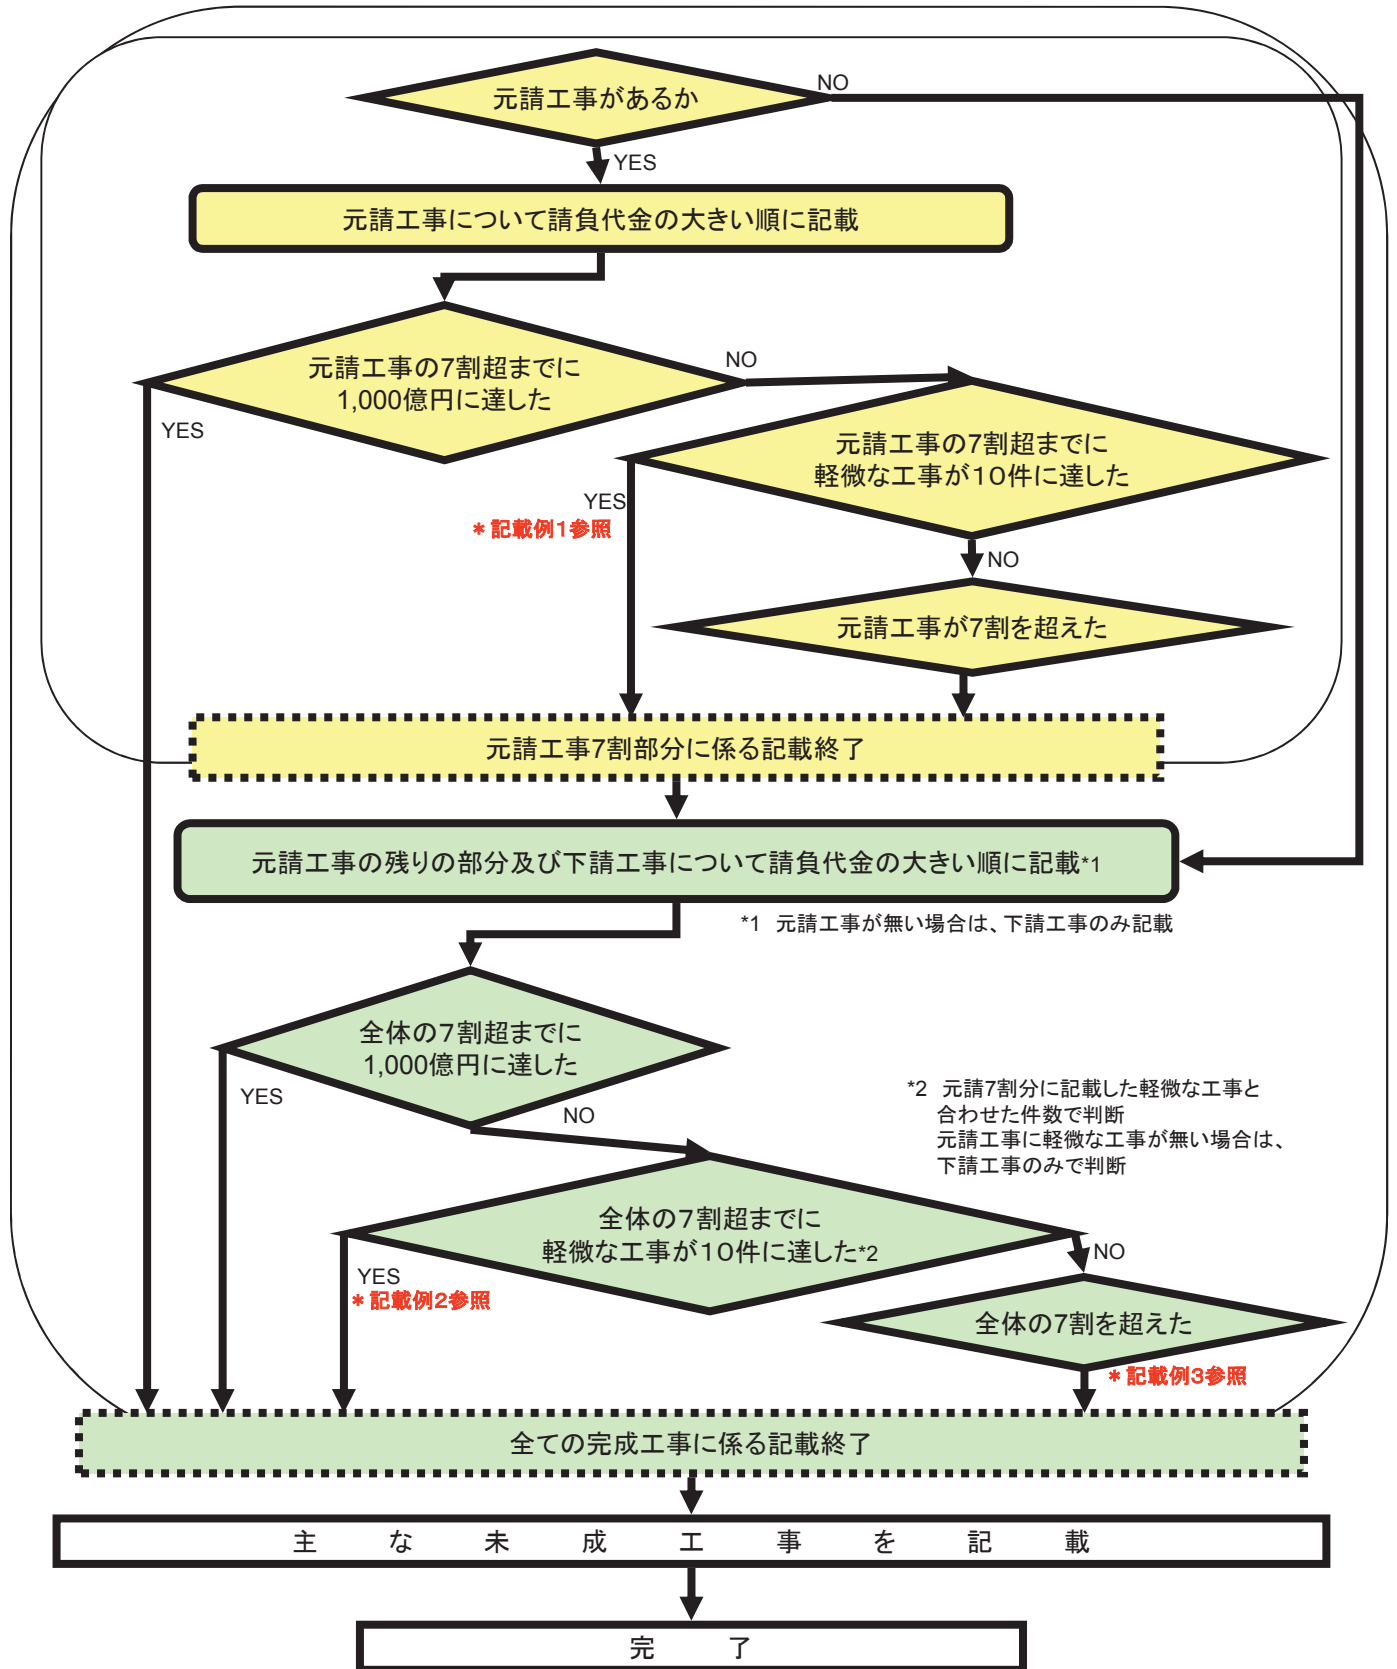 元請工事があるか
NO
YES
元請工事について請負代金の大きい順に記載
元請工事の7割超までに
1,000億円に達した
NO
YES
元請工事の7割超までに
軽微な工事が10件に達した
YES
*記載例1参照
NO
元請工事が7割を超えた
元請工事7割部分に係る記載終了
元請工事の残りの部分及び下請工事について請負代金の大きい順に記載*1
*1 元請工事が無い場合は、下請工事のみ記載
全体の7割超までに
1,000億円に達した
YES
NO
*2 元請7割分に記載した軽微な工事と
合わせた件数で判断
元請工事に軽微な工事が無い場合は、
下請工事のみで判断
全体の7割超までに
軽微な工事が10件に達した*2
YES
*記載例2参照
NO
全体の7割を超えた
*記載例3参照
全ての完成工事に係る記載終了
主な未成工事を記載
完了